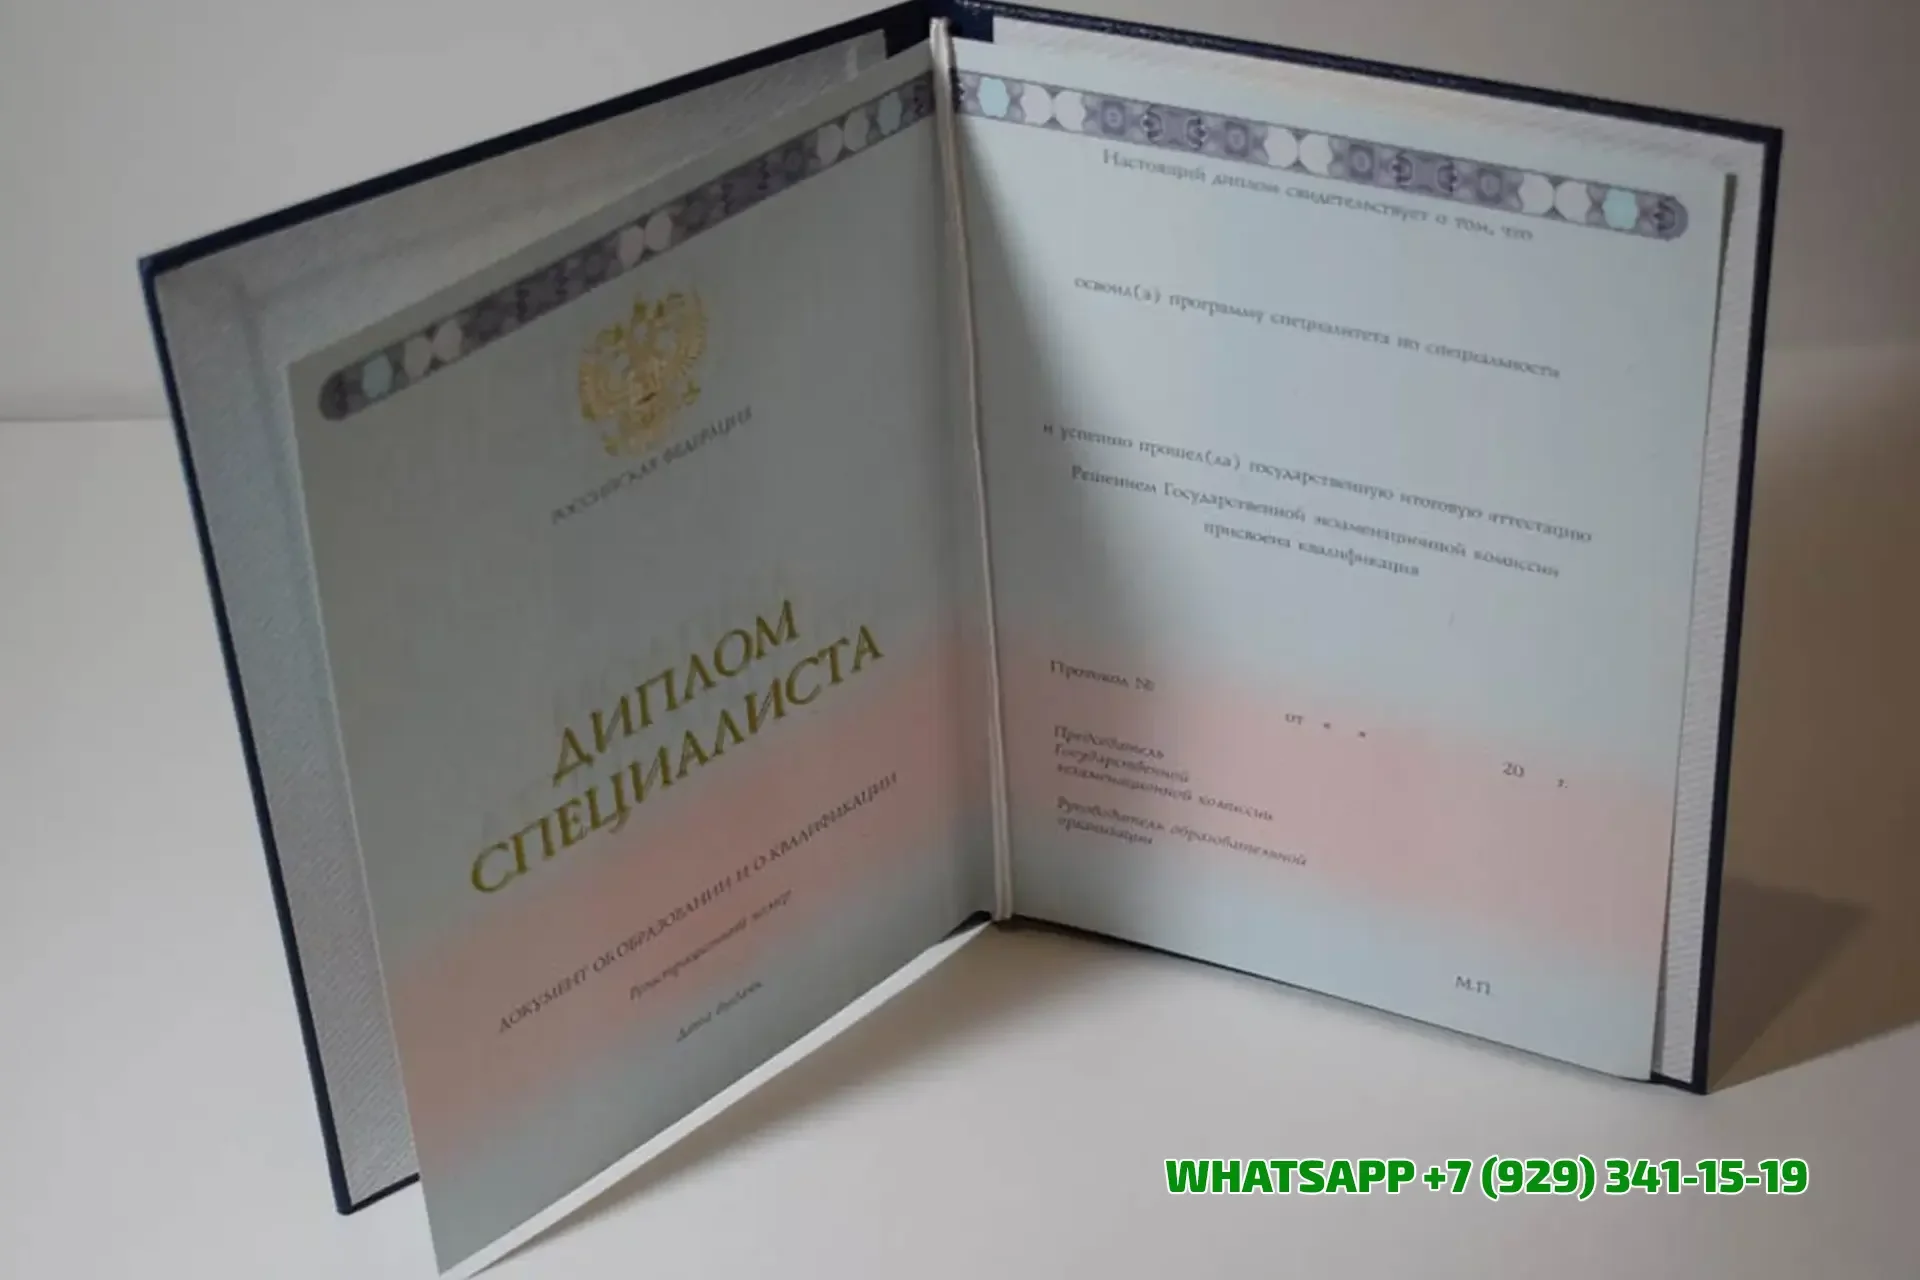 РОССИЙСКАЯ ФЕДЕРАЦИЯ
ДИПЛОМ
СПЕЦИАЛИСТА
ДОКУМЕНТ ОБ ОБРАЗОВАНИИ И О КВАЛИФИКАЦИИ
Регистрационный номер
Дата выдачи
Настоящий диплом свидетельствует о том, что
освоил(а) программу специалитета по специальности
и успешно прошел(ла) государственную итоговую аттестацию
Решением Государственной экзаменационной комиссии
присвоена квалификация
Протокол №
от « »
20 г.
Председатель
Государственной
экзаменационной комиссии
Руководитель образовательной
организации
М.П.
WHATSAPP +7 (929) 341-15-19